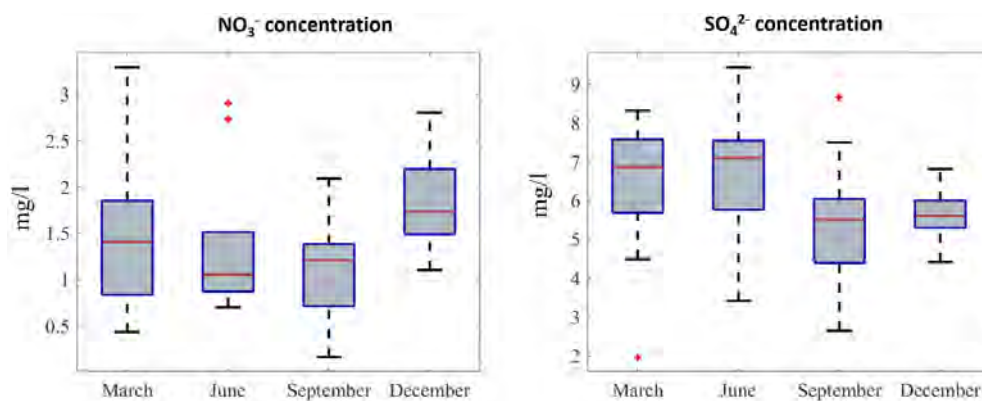 NO₃⁻ concentration
mg/l
3
2.5
2
1.5
1
0.5
March June September December
SO₄²⁻ concentration
mg/l
9
8
7
6
5
4
3
2
March June September December